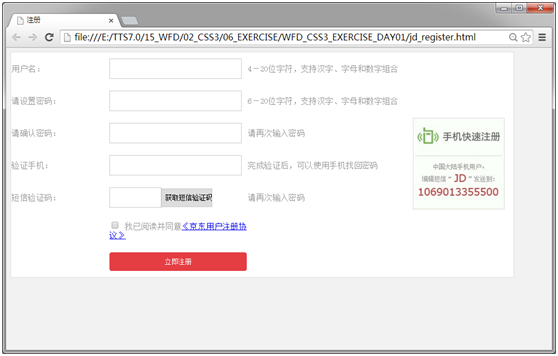 注册
file:///E:/TTS7.0/15_WFD/02_CSS3/06_EXERCISE/WFD_CSS3_EXERCISE_DAY01/jd_register.html
用户名： 4－20位字符，支持汉字、字母和数字组合
请设置密码： 6－20位字符，支持汉字、字母和数字组合
请确认密码： 请再次输入密码
手机快速注册
验证手机： 完成验证后，可以使用手机找回密码
中国大陆手机用户，
编辑短信 “ JD ” 发送到：
1069013355500
短信验证码： 获取短信验证码 请再次输入密码
我已阅读并同意《京东用户注册协
议》
立即注册